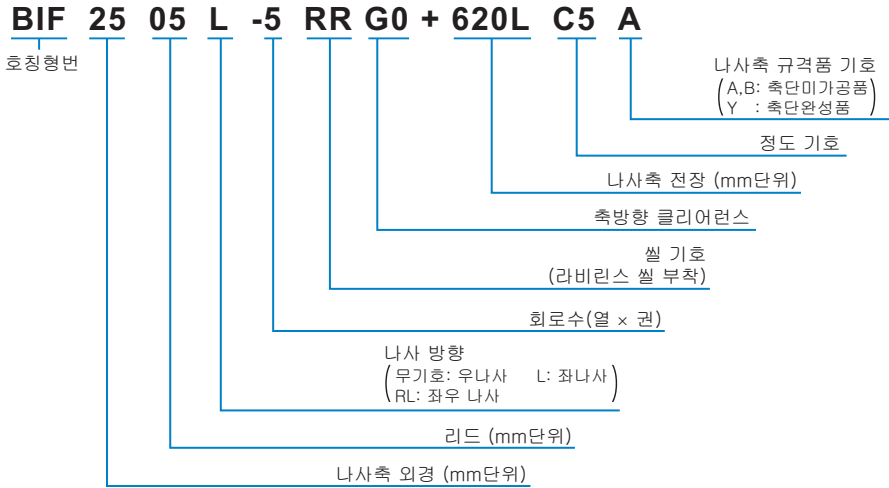 BIF 25 05 L -5 RR G0 + 620L C5 A
호칭형번
나사축 규격품 기호
(A,B: 축단미가공품
Y : 축단완성품)
정도 기호
나사축 전장 (mm단위)
축방향 클리어런스
씰 기호
(라비린스 씰 부착)
회로수(열 × 권)
나사 방향
(무기호: 우나사 L: 좌나사
RL: 좌우 나사)
리드 (mm단위)
나사축 외경 (mm단위)